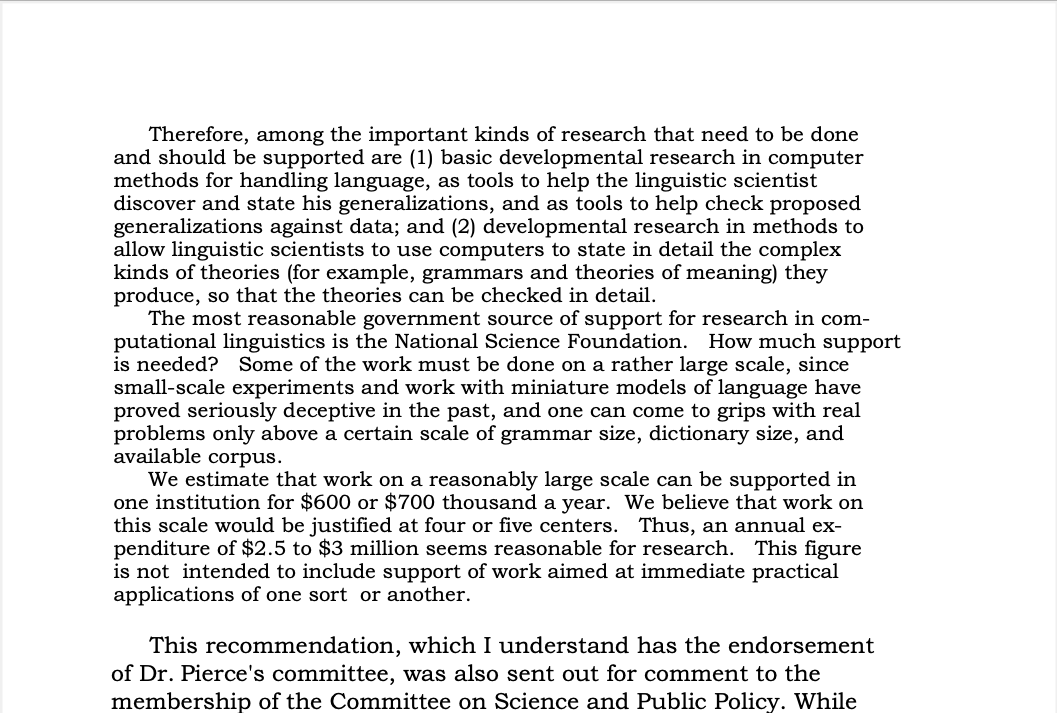 Therefore, among the important kinds of research that need to be done
and should be supported are (1) basic developmental research in computer
methods for handling language, as tools to help the linguistic scientist
discover and state his generalizations, and as tools to help check proposed
generalizations against data; and (2) developmental research in methods to
allow linguistic scientists to use computers to state in detail the complex
kinds of theories (for example, grammars and theories of meaning) they
produce, so that the theories can be checked in detail.
The most reasonable government source of support for research in com-
putational linguistics is the National Science Foundation. How much support
is needed? Some of the work must be done on a rather large scale, since
small-scale experiments and work with miniature models of language have
proved seriously deceptive in the past, and one can come to grips with real
problems only above a certain scale of grammar size, dictionary size, and
available corpus.
We estimate that work on a reasonably large scale can be supported in
one institution for $600 or $700 thousand a year. We believe that work on
this scale would be justified at four or five centers. Thus, an annual ex-
penditure of $2.5 to $3 million seems reasonable for research. This figure
is not intended to include support of work aimed at immediate practical
applications of one sort or another.
This recommendation, which I understand has the endorsement
of Dr. Pierce's committee, was also sent out for comment to the
membership of the Committee on Science and Public Policy. While